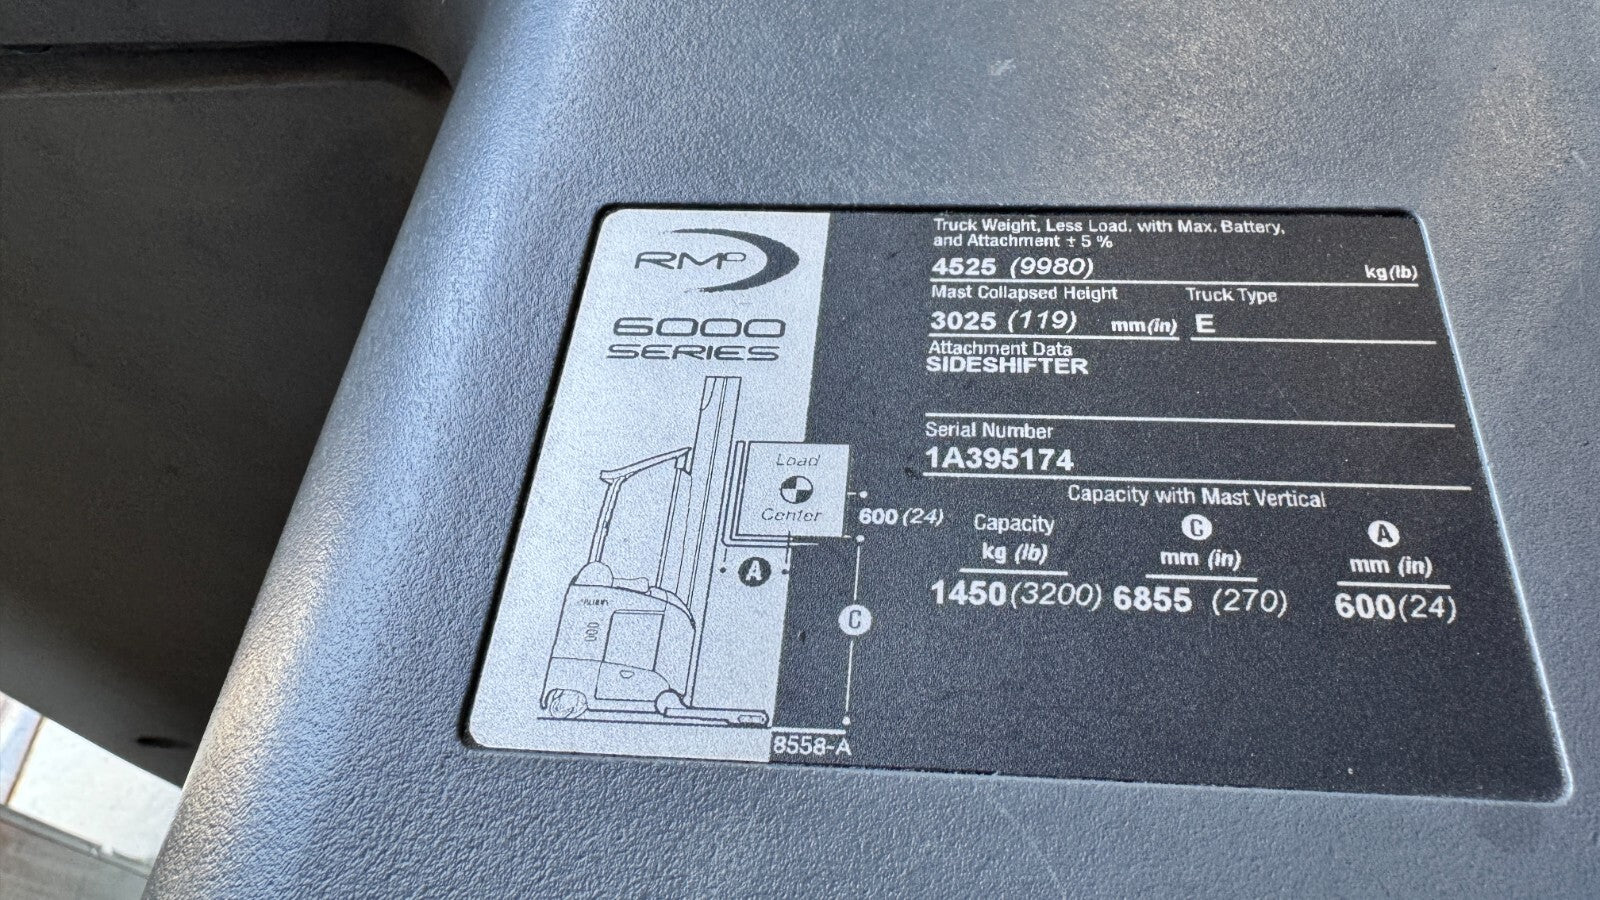 RMD
6000
SERIES
Load
Center
600 (24)
A
C
8558-A
Truck Weight, Less Load, with Max. Battery,
and Attachment ± 5 %
4525 (9980) kg(lb)
Mast Collapsed Height Truck Type
3025 (119) mm(in) E
Attachment Data
SIDESHIFTER
Serial Number
1A395174
Capacity with Mast Vertical
Capacity C A
kg (lb) mm (in) mm (in)
1450(3200) 6855 (270) 600(24)